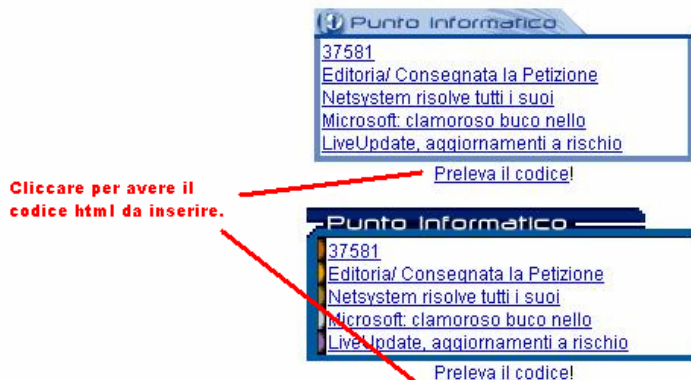 Punto Informatico
37581
Editoria/ Consegnata la Petizione
Netsystem risolve tutti i suoi
Microsoft: clamoroso buco nello
LiveUpdate, aggiornamenti a rischio
Preleva il codice!
Cliccare per avere il
codice html da inserire.
Punto Informatico
37581
Editoria/ Consegnata la Petizione
Netsystem risolve tutti i suoi
Microsoft: clamoroso buco nello
LiveUpdate, aggiornamenti a rischio
Preleva il codice!